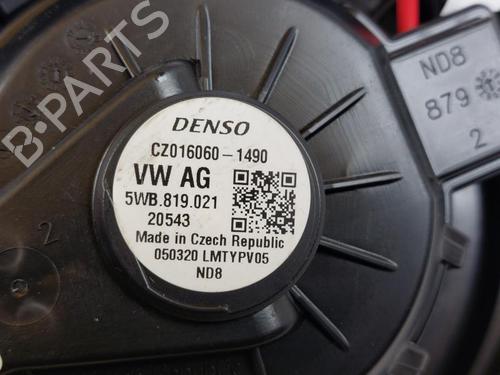 B-PARTS
DENSO
CZ016060-1490
VW AG
5WB.819.021
20543
Made in Czech Republic
050320 LMTYPV05
ND8
ND8
879
2
2